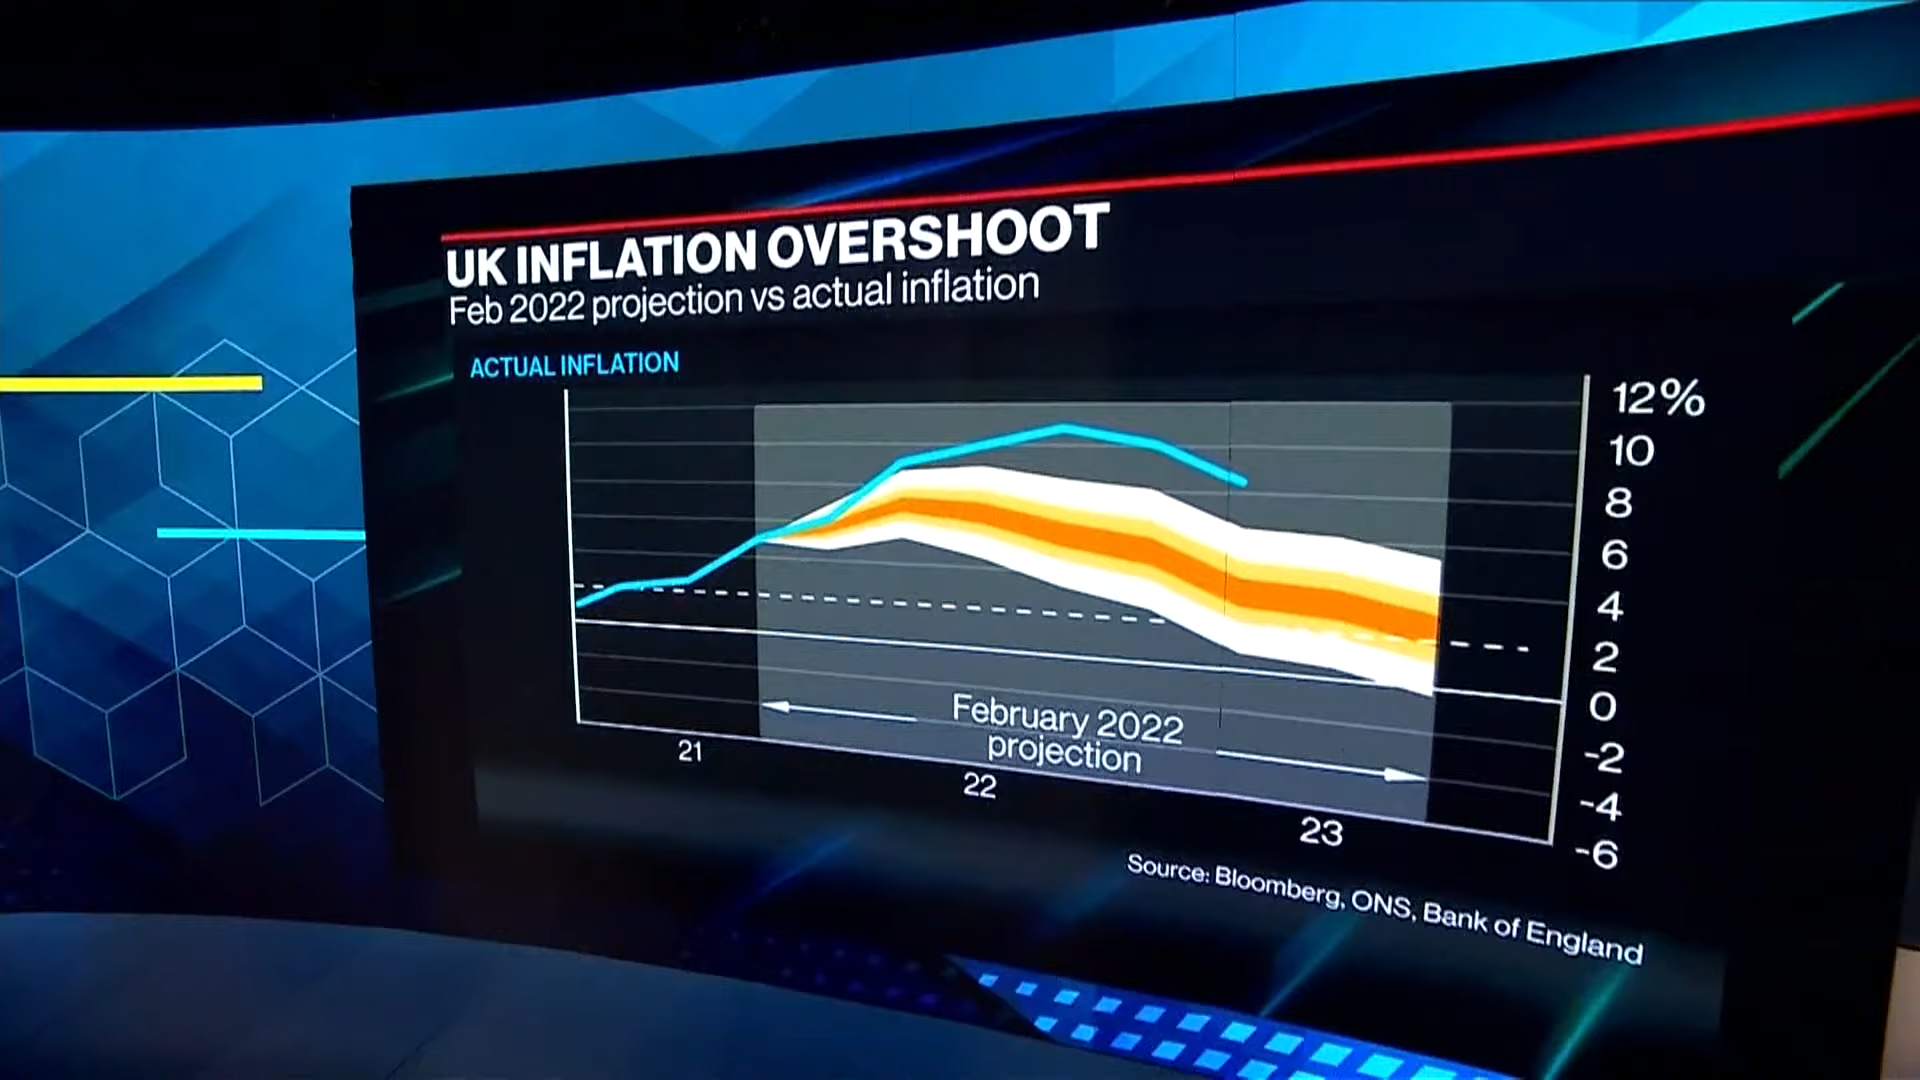 UK INFLATION OVERSHOOT
Feb 2022 projection vs actual inflation
ACTUAL INFLATION
12%
10
8
6
4
2
0
-2
-4
-6
February 2022
projection
21
22
23
Source: Bloomberg, ONS, Bank of England